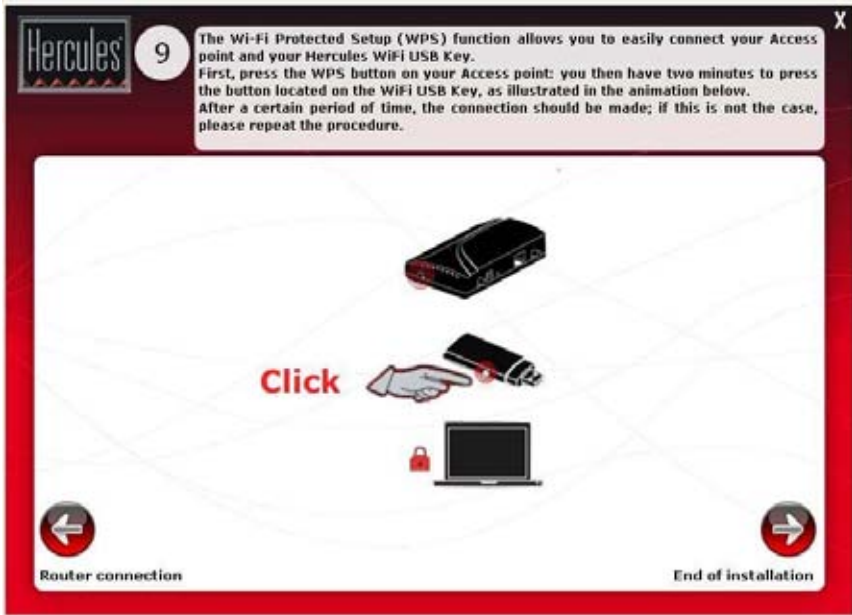 Hercules
9
X
The Wi-Fi Protected Setup (WPS) function allows you to easily connect your Access
point and your Hercules WiFi USB Key.
First, press the WPS button on your Access point: you then have two minutes to press
the button located on the WiFi USB Key, as illustrated in the animation below.
After a certain period of time, the connection should be made; if this is not the case,
please repeat the procedure.
Click
Router connection
End of installation